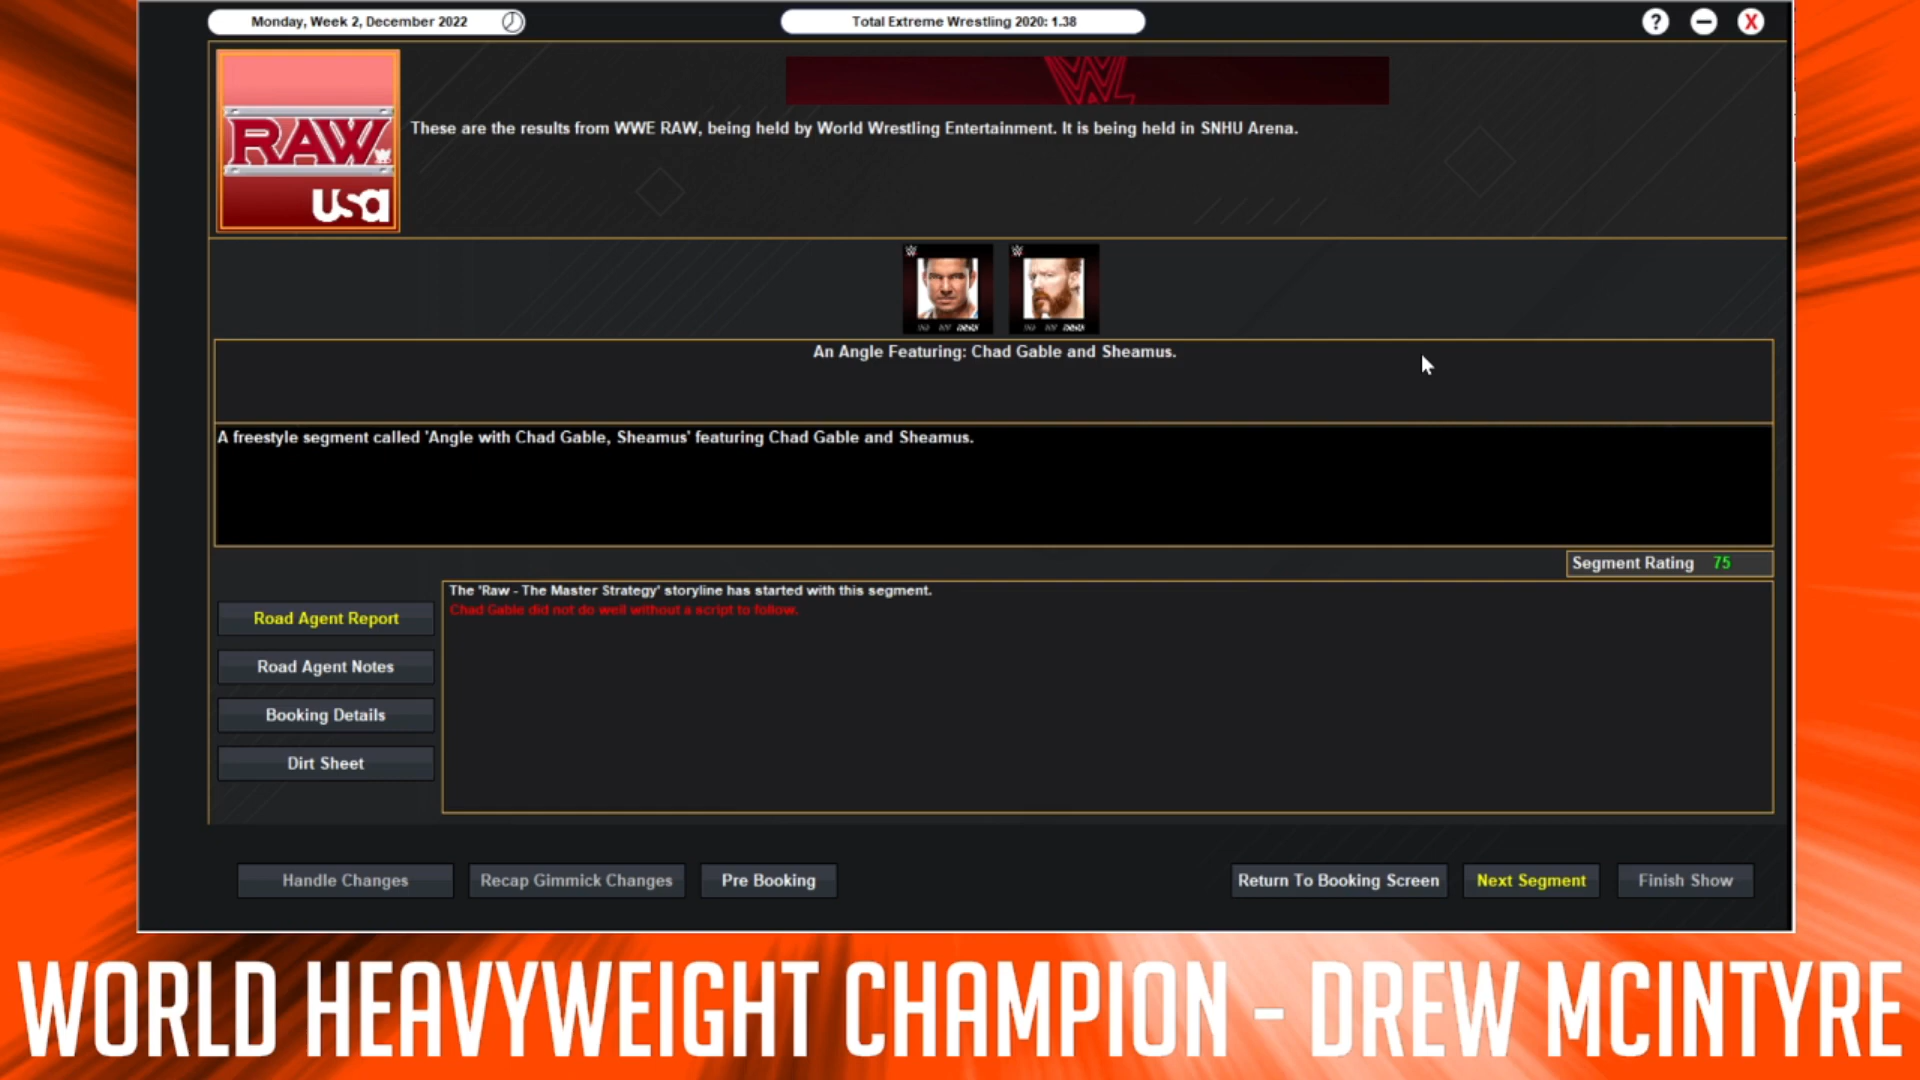 Monday, Week 2, December 2022
Total Extreme Wrestling 2020: 1.38
?
X
RAW
usa
These are the results from WWE RAW, being held by World Wrestling Entertainment. It is being held in SNHU Arena.
An Angle Featuring: Chad Gable and Sheamus.
A freestyle segment called 'Angle with Chad Gable, Sheamus' featuring Chad Gable and Sheamus.
Segment Rating 75
The 'Raw - The Master Strategy' storyline has started with this segment.
Chad Gable did not do well without a script to follow.
Road Agent Report
Road Agent Notes
Booking Details
Dirt Sheet
Handle Changes
Recap Gimmick Changes
Pre Booking
Return To Booking Screen
Next Segment
Finish Show
WORLD HEAVYWEIGHT CHAMPION - DREW MCINTYRE